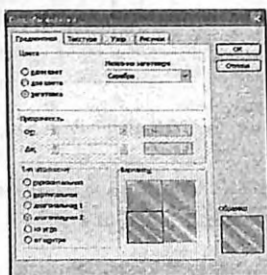 Градиентная Текстура Узор Рисунок
ОК
Отмена
Цвета
один цвет
два цвета
заготовка
Название заготовки:
Серебро
Прозрачность
От:
До:
Тип штриховки
горизонтальная
вертикальная
диагональная 1
диагональная 2
из угла
от центра
Варианты
Образец: